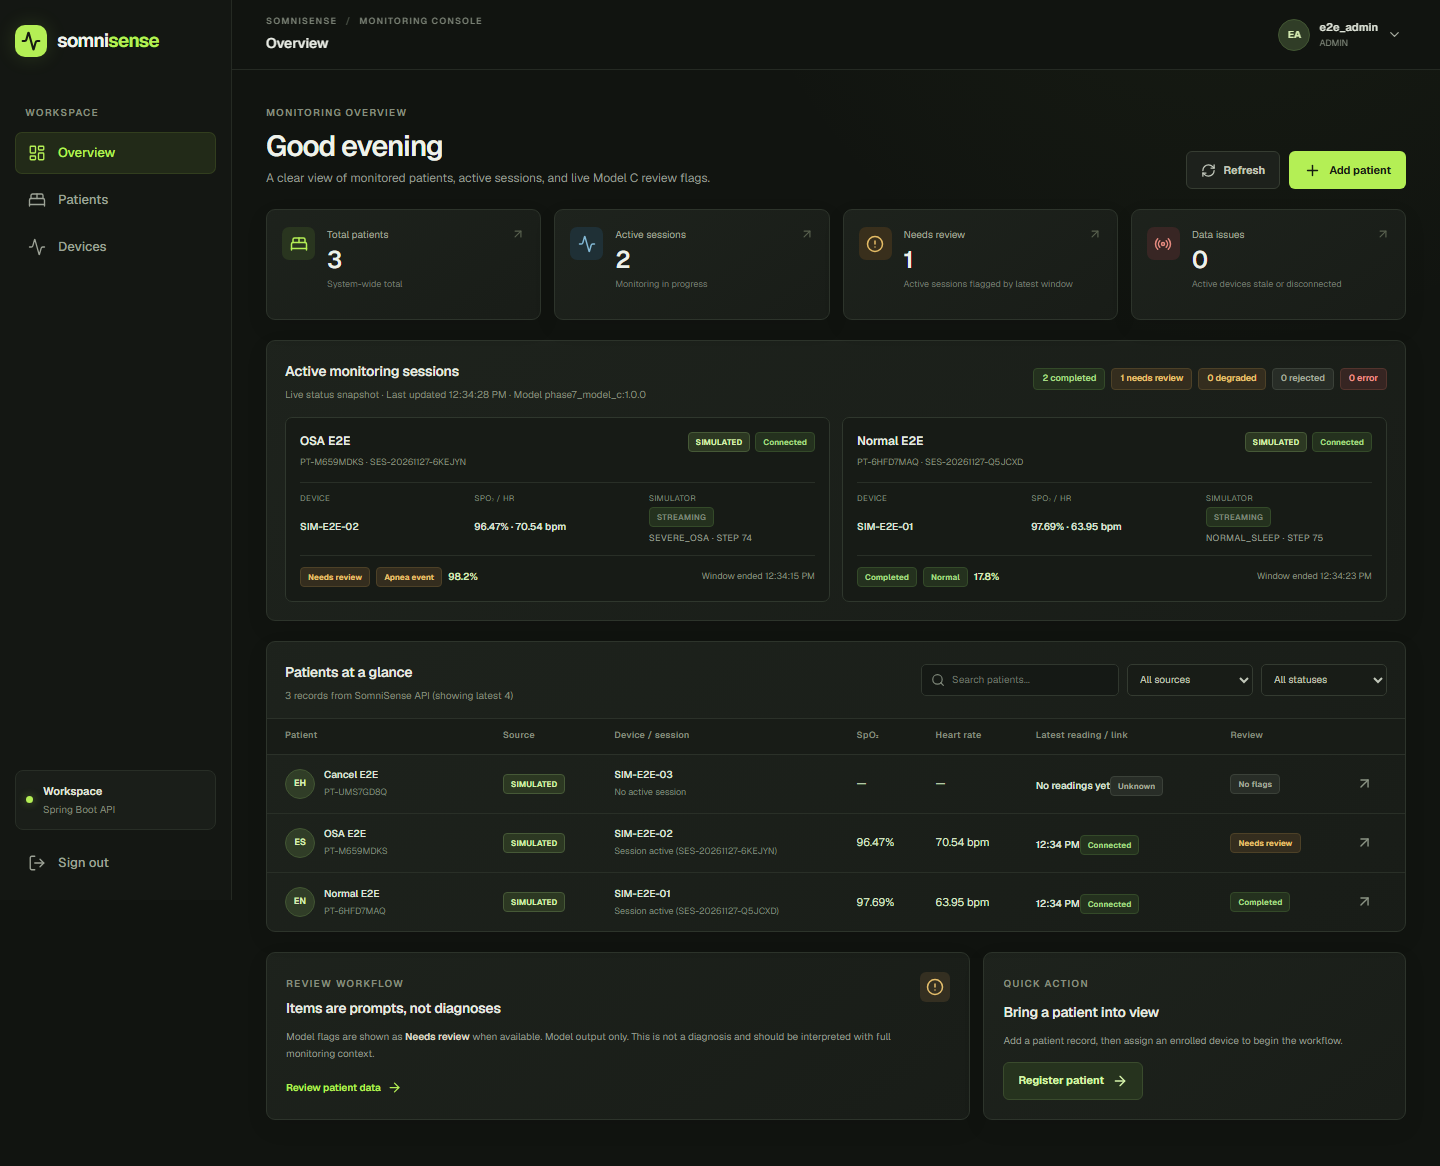 somnisense
SOMNISENSE / MONITORING CONSOLE
Overview
EA
e2e_admin
ADMIN
WORKSPACE
Overview
Patients
Devices
MONITORING OVERVIEW
Good evening
A clear view of monitored patients, active sessions, and live Model C review flags.
Refresh
Add patient
Total patients
3
System-wide total
Active sessions
2
Monitoring in progress
Needs review
1
Active sessions flagged by latest window
Data issues
0
Active devices stale or disconnected
Active monitoring sessions
Live status snapshot · Last updated 12:34:28 PM · Model phase7_model_c:1.0.0
2 completed
1 needs review
0 degraded
0 rejected
0 error
OSA E2E
SIMULATED
Connected
PT-M659MDKS · SES-20261127-6KEJYN
DEVICE
SPO₂ / HR
SIMULATOR
SIM-E2E-02
96.47% · 70.54 bpm
STREAMING
SEVERE_OSA · STEP 74
Needs review
Apnea event
98.2%
Window ended 12:34:15 PM
Normal E2E
SIMULATED
Connected
PT-6HFD7MAQ · SES-20261127-Q5JCXD
DEVICE
SPO₂ / HR
SIMULATOR
SIM-E2E-01
97.69% · 63.95 bpm
STREAMING
NORMAL_SLEEP · STEP 75
Completed
Normal
17.8%
Window ended 12:34:23 PM
Patients at a glance
3 records from SomniSense API (showing latest 4)
Search patients...
All sources
All statuses
Patient
Source
Device / session
SpO₂
Heart rate
Latest reading / link
Review
EH
Cancel E2E
PT-UMS7GD8Q
SIMULATED
SIM-E2E-03
No active session
—
—
No readings yet
Unknown
No flags
ES
OSA E2E
PT-M659MDKS
SIMULATED
SIM-E2E-02
Session active (SES-20261127-6KEJYN)
96.47%
70.54 bpm
12:34 PM
Connected
Needs review
EN
Normal E2E
PT-6HFD7MAQ
SIMULATED
SIM-E2E-01
Session active (SES-20261127-Q5JCXD)
97.69%
63.95 bpm
12:34 PM
Connected
Completed
Workspace
Spring Boot API
Sign out
REVIEW WORKFLOW
Items are prompts, not diagnoses
Model flags are shown as Needs review when available. Model output only. This is not a diagnosis and should be interpreted with full
monitoring context.
Review patient data
QUICK ACTION
Bring a patient into view
Add a patient record, then assign an enrolled device to begin the workflow.
Register patient